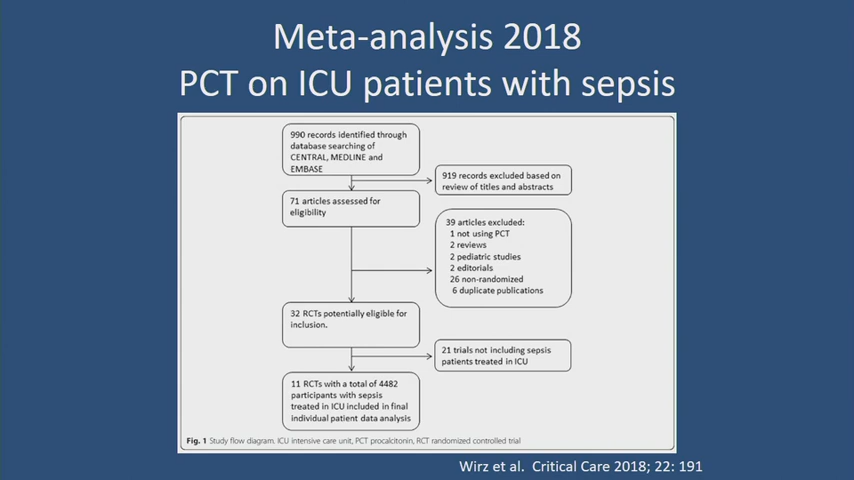 Meta-analysis 2018
PCT on ICU patients with sepsis
990 records identified through
database searching of
CENTRAL, MEDLINE and
EMBASE
919 records excluded based on
review of titles and abstracts
71 articles assessed for
eligibility
39 articles excluded:
1 not using PCT
2 reviews
2 pediatric studies
2 editorials
26 non-randomized
6 duplicate publications
32 RCTs potentially eligible for
inclusion.
21 trials not including sepsis
patients treated in ICU
11 RCTs with a total of 4482
participants with sepsis
treated in ICU included in final
individual patient data analysis
Fig. 1 Study flow diagram. ICU intensive care unit, PCT procalcitonin, RCT randomized controlled trial
Wirz et al. Critical Care 2018; 22: 191